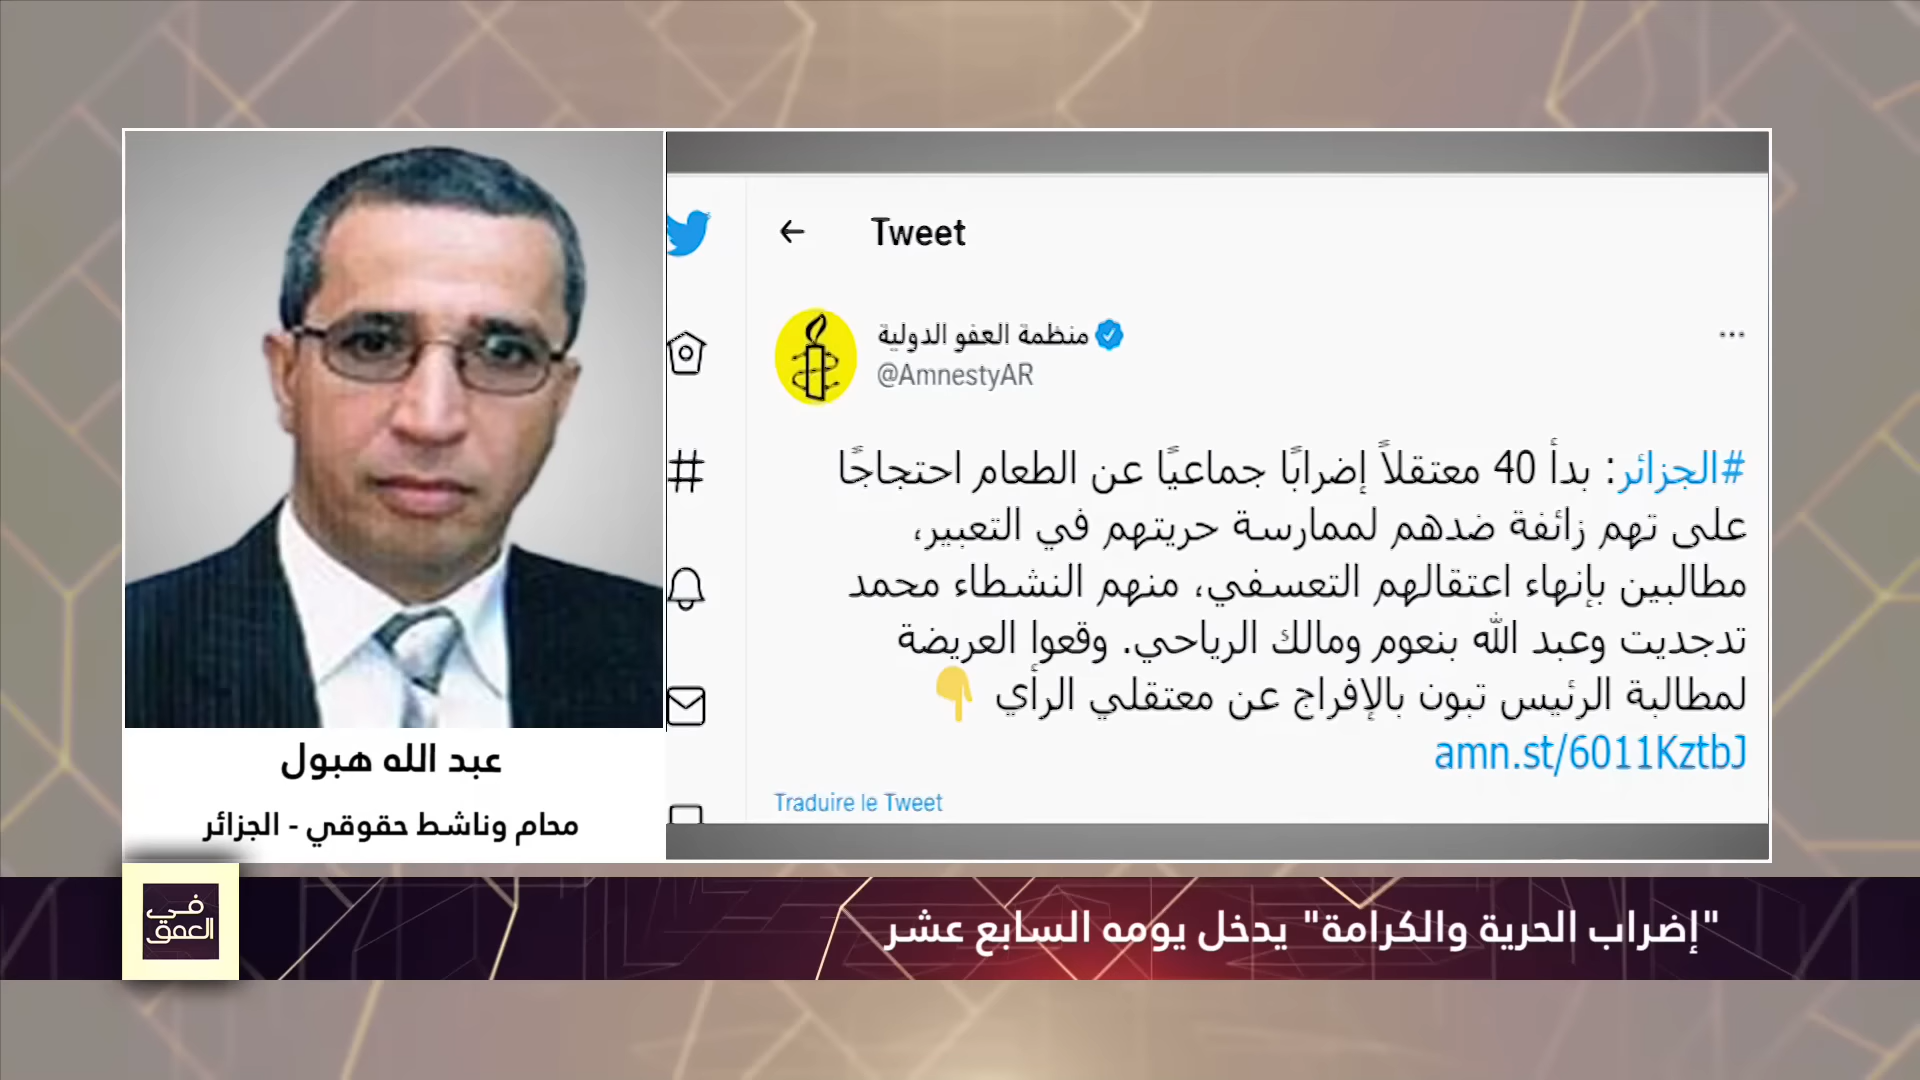 Tweet
منظمة العفو الدولية
@AmnestyAR
#الجزائر: بدأ 40 معتقلاً إضرابًا جماعيًا عن الطعام احتجاجًا
على تهم زائفة ضدهم لممارسة حريتهم في التعبير،
مطالبين بإنهاء اعتقالهم التعسفي، منهم النشطاء محمد
تدجديت وعبد الله بنعوم ومالك الرياحي. وقعوا العريضة
لمطالبة الرئيس تبون بالإفراج عن معتقلي الرأي 👇
amn.st/6011KztbJ
Traduire le Tweet
عبد الله هبول
محام وناشط حقوقي - الجزائر
"إضراب الحرية والكرامة" يدخل يومه السابع عشر
في
العمق